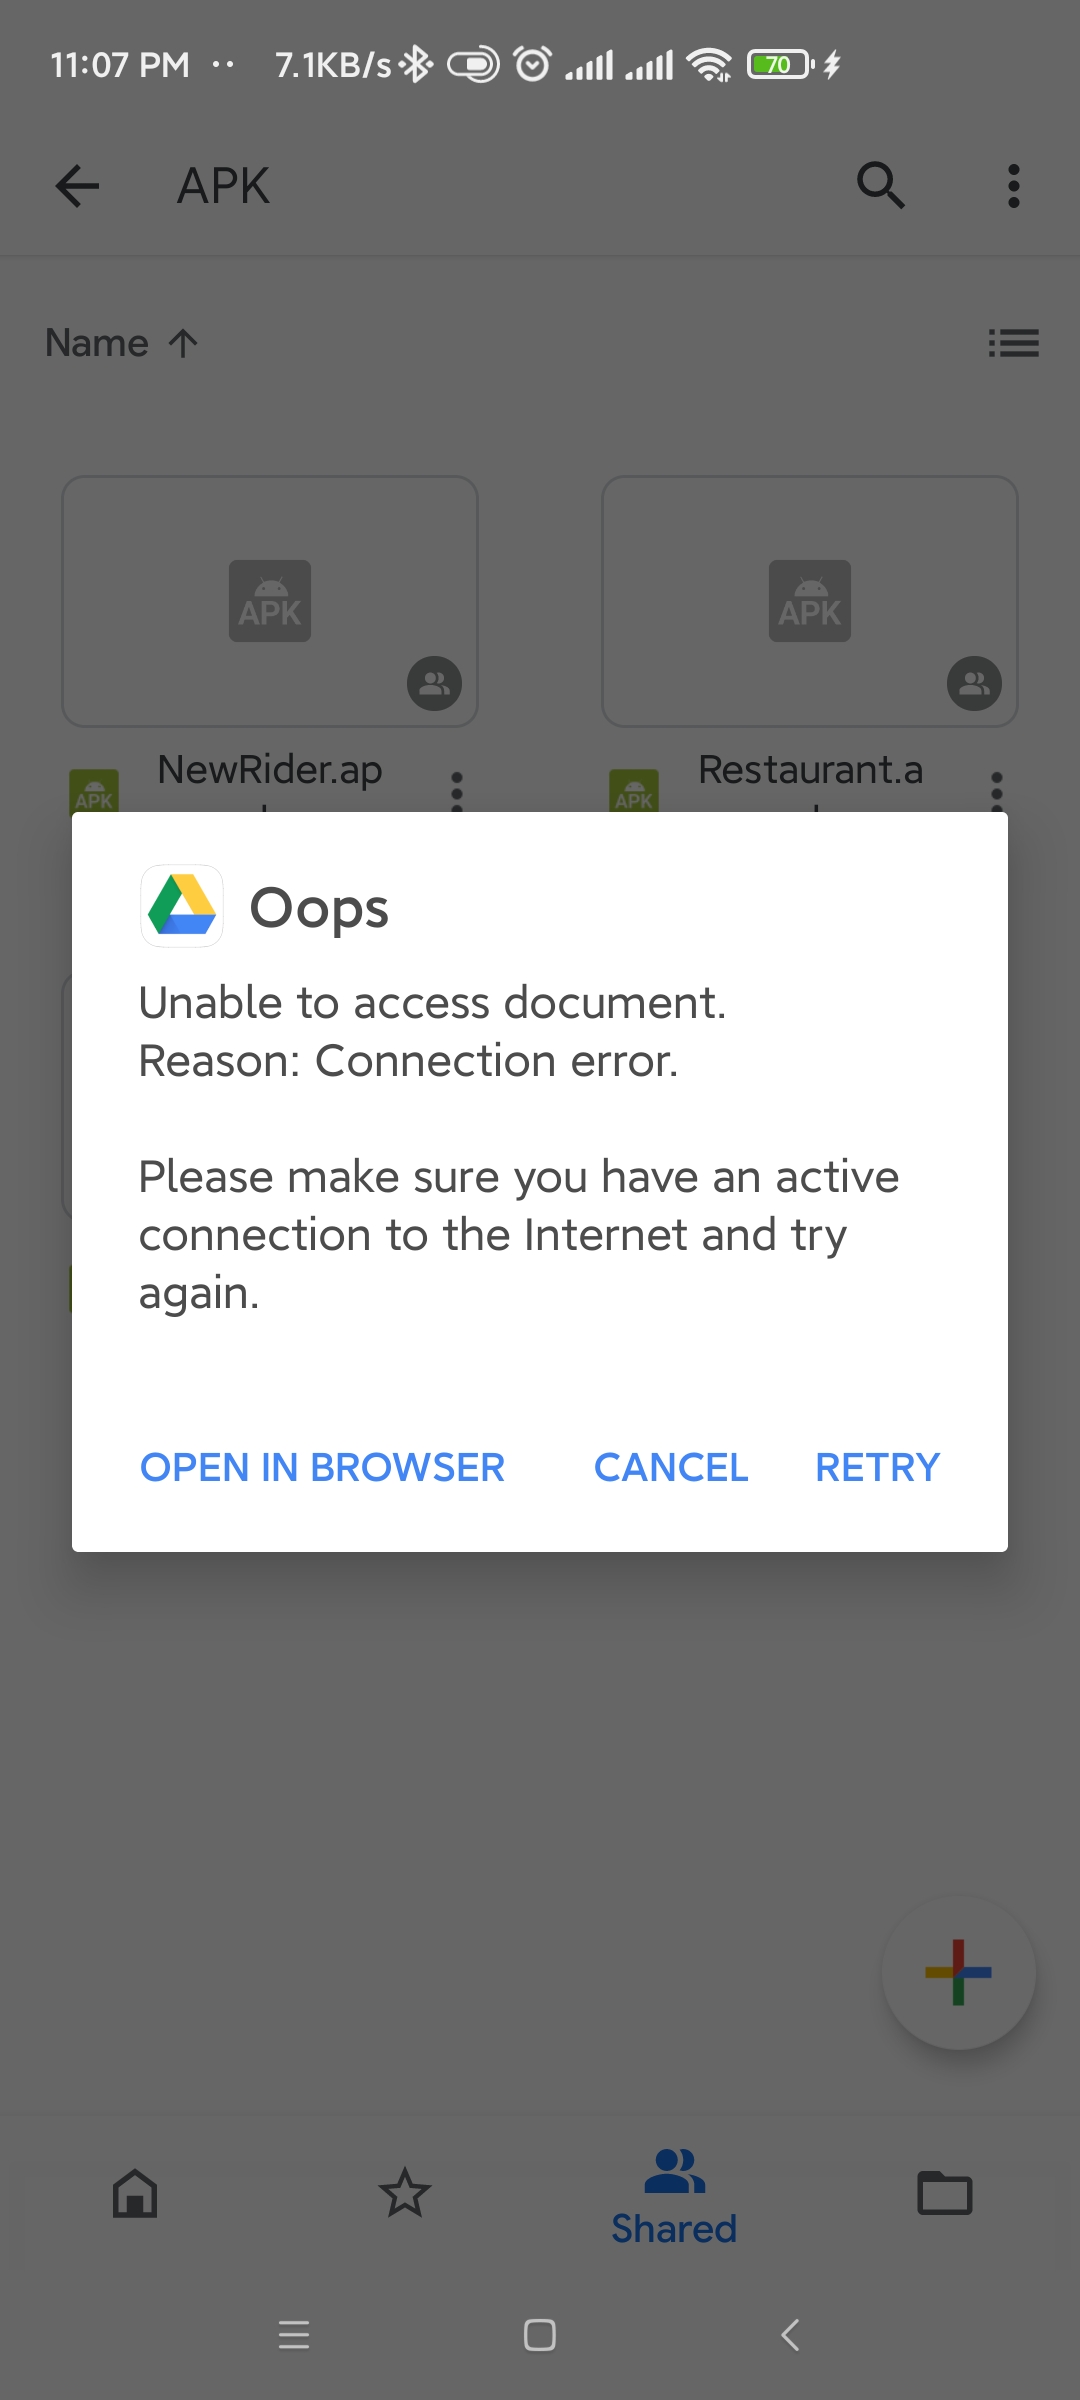 11:07 PM ·· 7.1KB/s 70
APK
Name
APK
APK
NewRider.ap
Restaurant.a
APK
APK
Oops
Unable to access document.
Reason: Connection error.
Please make sure you have an active
connection to the Internet and try
again.
OPEN IN BROWSER CANCEL RETRY
Shared